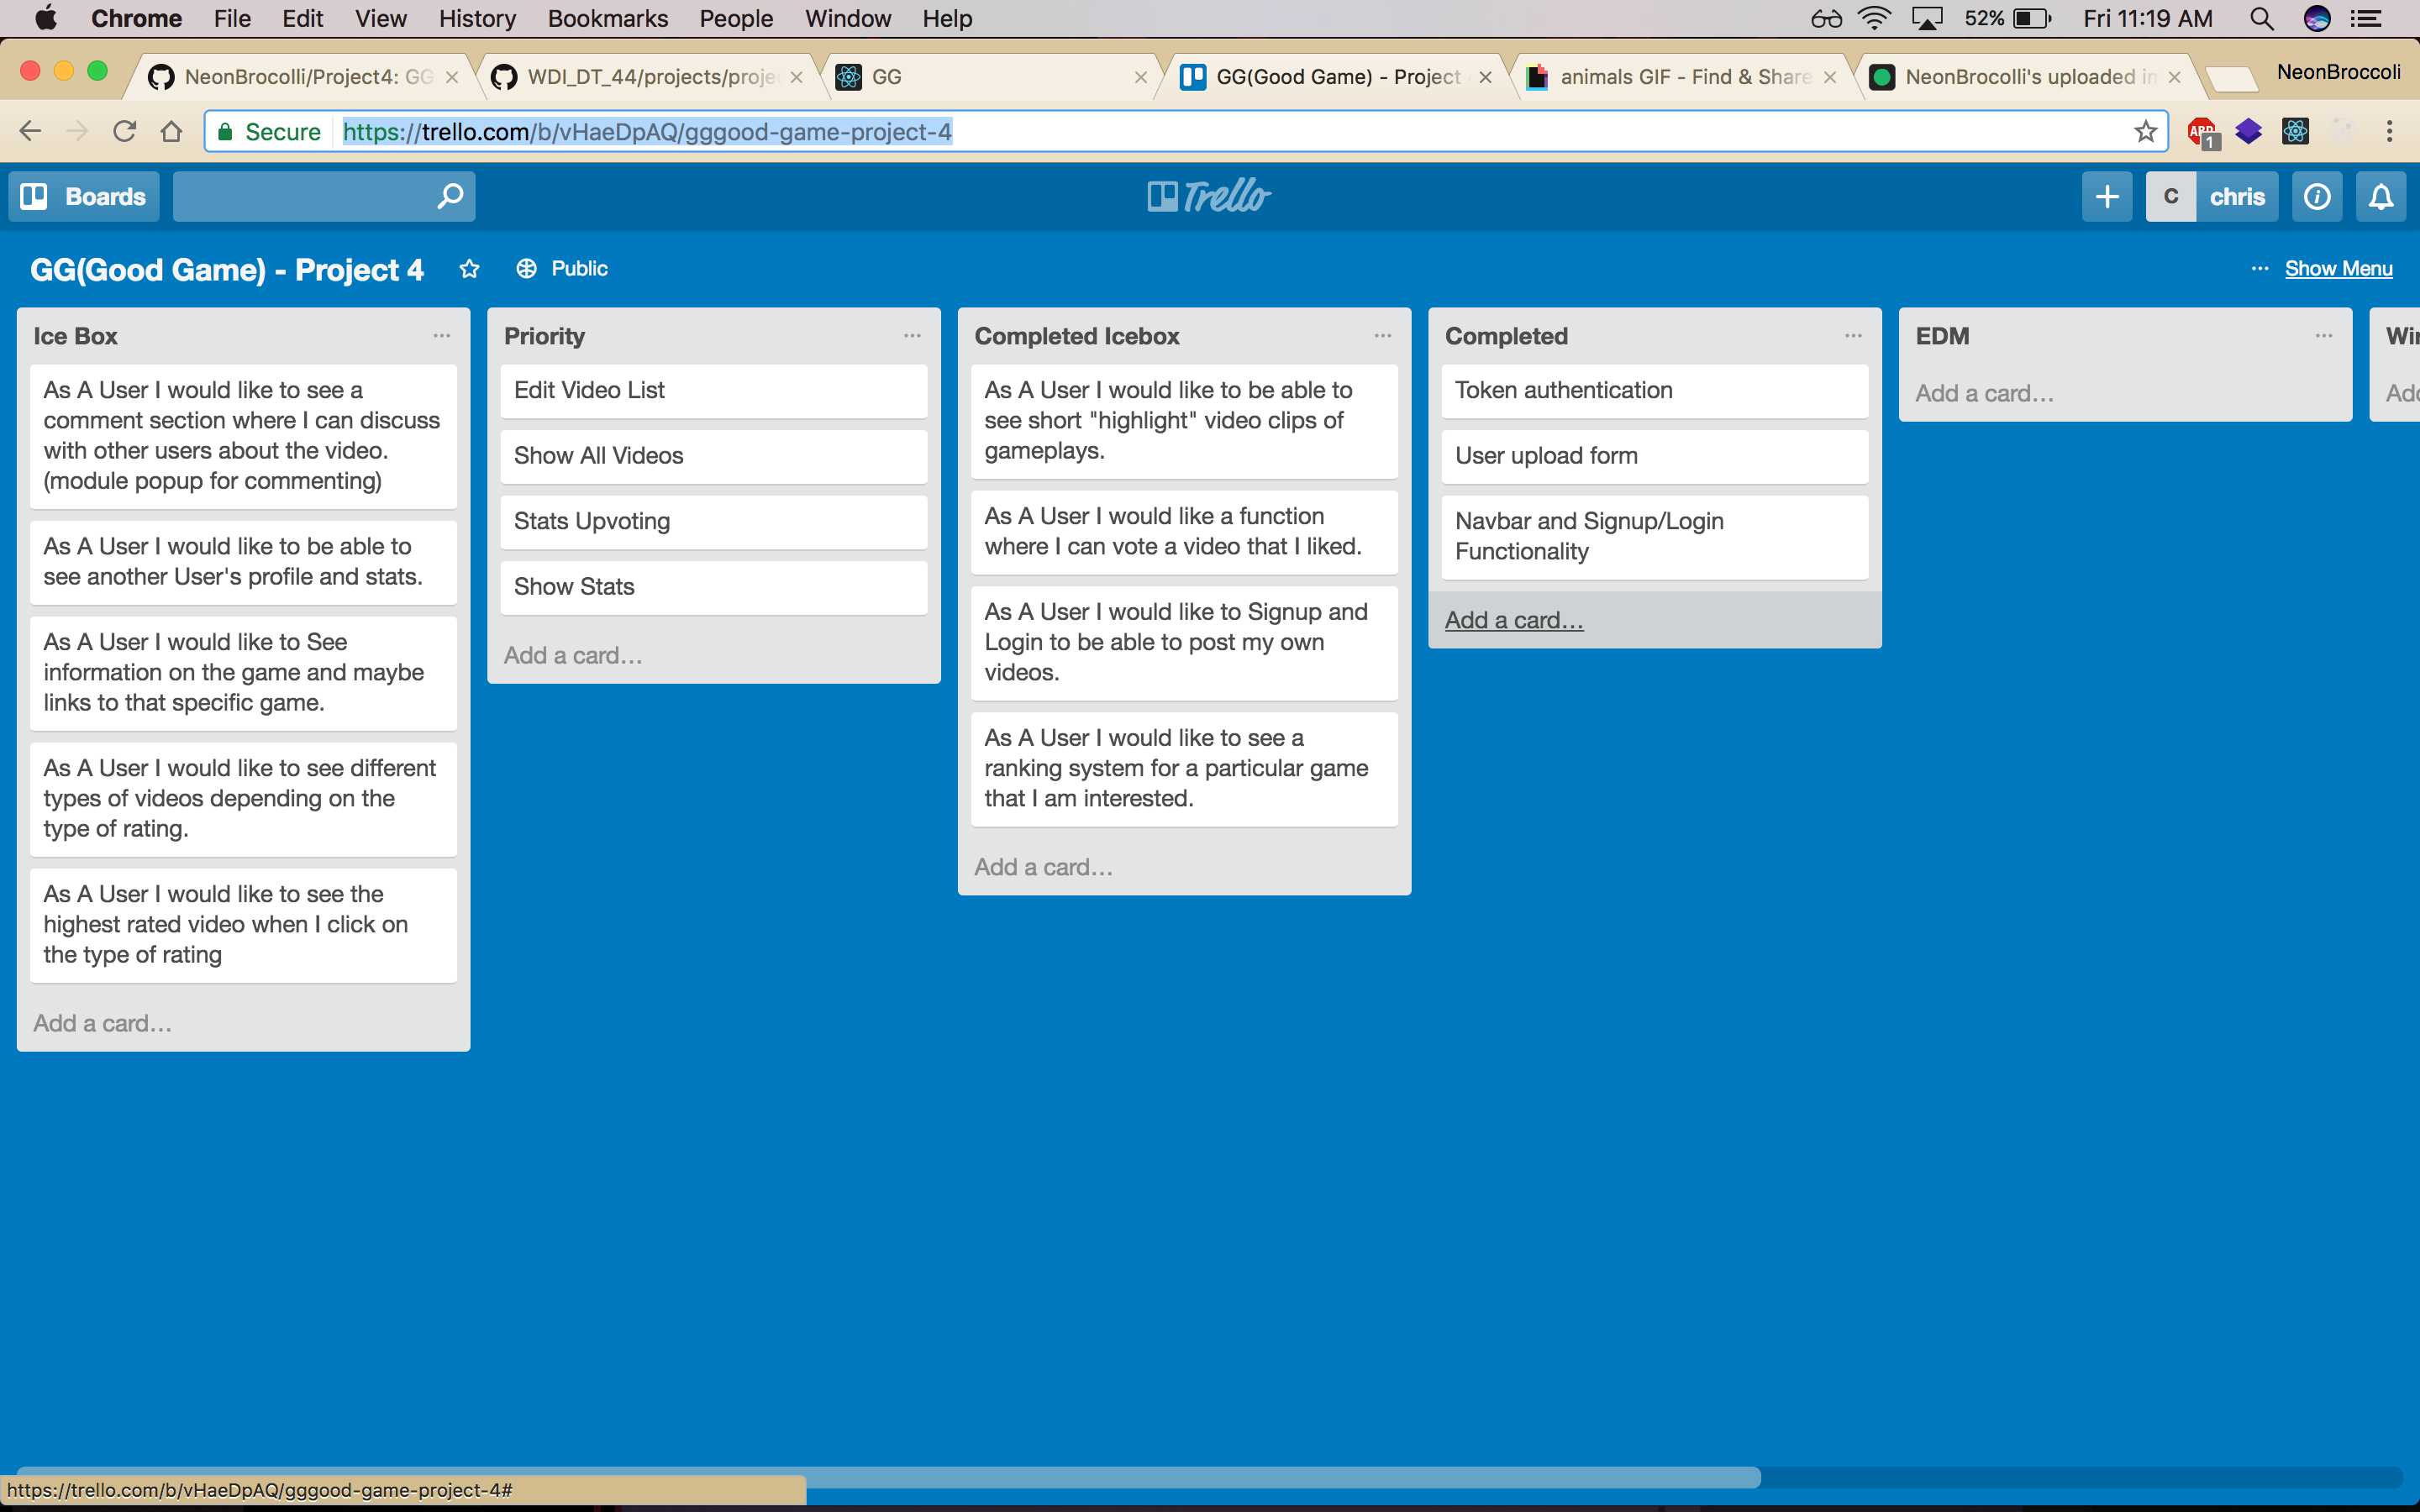 Chrome File Edit View History Bookmarks People Window Help 52% Fri 11:19 AM
NeonBrocolli/Project4: GG WDI_DT_44/projects/proje GG GG(Good Game) - Project animals GIF - Find & Share NeonBrocolli's uploaded in NeonBroccoli
Secure https://trello.com/b/vHaeDpAQ/gggood-game-project-4 ABP 1
Boards Trello C chris
GG(Good Game) - Project 4 Public ... Show Menu
Ice Box
As A User I would like to see a
comment section where I can discuss
with other users about the video.
(module popup for commenting)
As A User I would like to be able to
see another User's profile and stats.
As A User I would like to See
information on the game and maybe
links to that specific game.
As A User I would like to see different
types of videos depending on the
type of rating.
As A User I would like to see the
highest rated video when I click on
the type of rating
Add a card...
Priority
Edit Video List
Show All Videos
Stats Upvoting
Show Stats
Add a card...
Completed Icebox
As A User I would like to be able to
see short "highlight" video clips of
gameplays.
As A User I would like a function
where I can vote a video that I liked.
As A User I would like to Signup and
Login to be able to post my own
videos.
As A User I would like to see a
ranking system for a particular game
that I am interested.
Add a card...
Completed
Token authentication
User upload form
Navbar and Signup/Login
Functionality
Add a card...
EDM
Add a card...
https://trello.com/b/vHaeDpAQ/gggood-game-project-4#